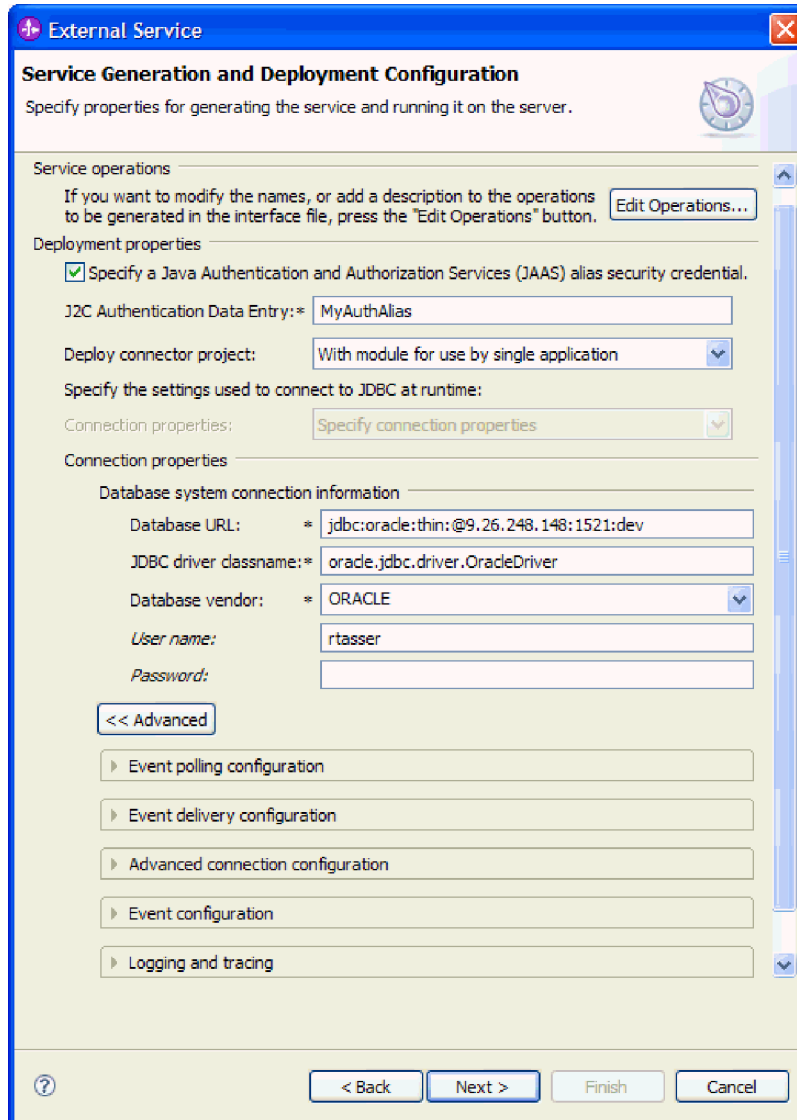 External Service
Service Generation and Deployment Configuration
Specify properties for generating the service and running it on the server.
Service operations
If you want to modify the names, or add a description to the operations
to be generated in the interface file, press the "Edit Operations" button.
Edit Operations...
Deployment properties
Specify a Java Authentication and Authorization Services (JAAS) alias security credential.
J2C Authentication Data Entry:* MyAuthAlias
Deploy connector project: With module for use by single application
Specify the settings used to connect to JDBC at runtime:
Connection properties: Specify connection properties
Connection properties
Database system connection information
Database URL: * jdbc:oracle:thin:@9.26.248.148:1521:dev
JDBC driver classname:* oracle.jdbc.driver.OracleDriver
Database vendor: * ORACLE
User name: rtasser
Password:
<< Advanced
Event polling configuration
Event delivery configuration
Advanced connection configuration
Event configuration
Logging and tracing
? < Back Next > Finish Cancel